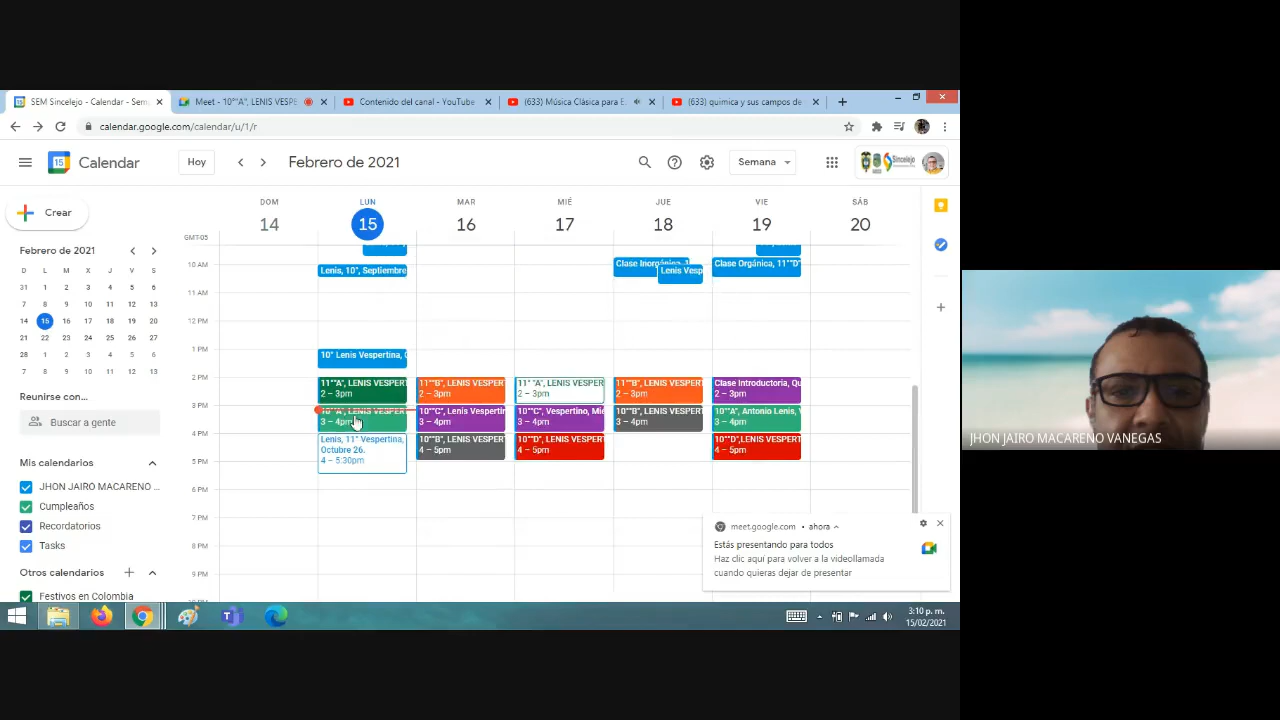 SEM Sincelejo - Calendar - Sem
Meet - 10°"A", LENIS VESPE
Contenido del canal - YouTube
(633) Música Clásica para E
(633) quimica y sus campos de
calendar.google.com/calendar/u/1/r
15 Calendar
Hoy
Febrero de 2021
Semana
Sincelejo
Crear
DOM LUN MAR MIÉ JUE VIE SÁB
14 15 16 17 18 19 20
GMT-05
Febrero de 2021
D L M M J V S
31 1 2 3 4 5 6
7 8 9 10 11 12 13
14 15 16 17 18 19 20
21 22 23 24 25 26 27
28 1 2 3 4 5 6
7 8 9 10 11 12 13
Reunirse con...
Buscar a gente
Mis calendarios
JHON JAIRO MACARENO ...
Cumpleaños
Recordatorios
Tasks
Otros calendarios
Festivos en Colombia
10 AM
11 AM
12 PM
1 PM
2 PM
3 PM
4 PM
5 PM
6 PM
7 PM
8 PM
9 PM
Lenis, 10°, Septiembre
10° Lenis Vespertina,
11°"A", LENIS VESPER
2 – 3pm
10°"A", LENIS VESPER
3 – 4pm
Lenis, 11° Vespertina,
Octubre 26.
4 – 5:30pm
11°"B", LENIS VESPER
2 – 3pm
10°"C", Lenis Vespertin
3 – 4pm
10°"B", LENIS VESPER
4 – 5pm
11° "A", LENIS VESPER
2 – 3pm
10°"C", Vespertino, Mie
3 – 4pm
10°"D", LENIS VESPER
4 – 5pm
Clase Inorgánica, 1
Lenis Vesp
11°"B", LENIS VESPER
2 – 3pm
10°"B", LENIS VESPER
3 – 4pm
Clase Orgánica, 11°"D"
Clase Introductoria, Qu
2 – 3pm
10°"A", Antonio Lenis, V
3 – 4pm
10°"D",LENIS VESPER
4 – 5pm
meet.google.com • ahora
Estás presentando para todos
Haz clic aquí para volver a la videollamada
cuando quieras dejar de presentar
3:10 p. m.
15/02/2021
JHON JAIRO MACARENO VANEGAS